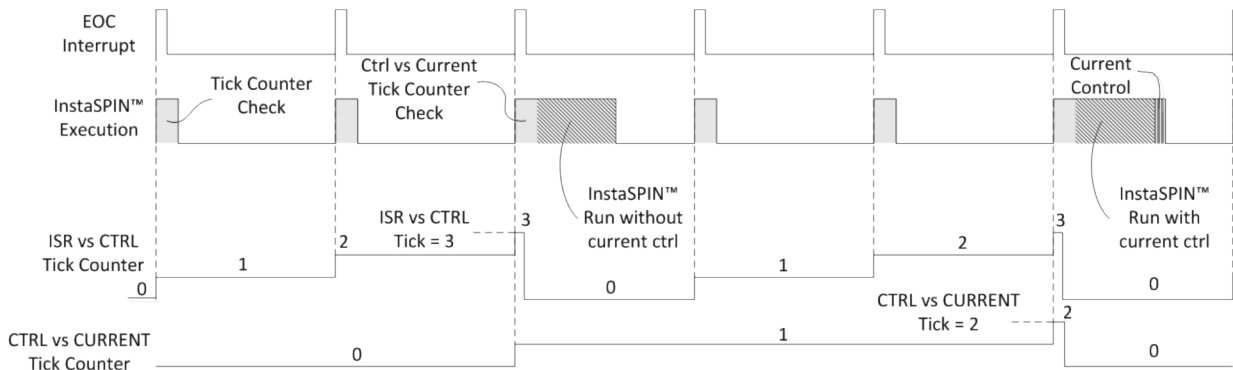 EOC
Interrupt
Tick Counter
Check
Ctrl vs Current
Tick Counter
Check
Current
Control
InstaSPIN™
Execution
InstaSPIN™
Run without
current ctrl
InstaSPIN™
Run with
current ctrl
ISR vs CTRL
Tick = 3
3
3
2
2
ISR vs CTRL
Tick Counter
1
1
0
0
0
CTRL vs CURRENT
Tick = 2
2
CTRL vs CURRENT
Tick Counter
0
1
0